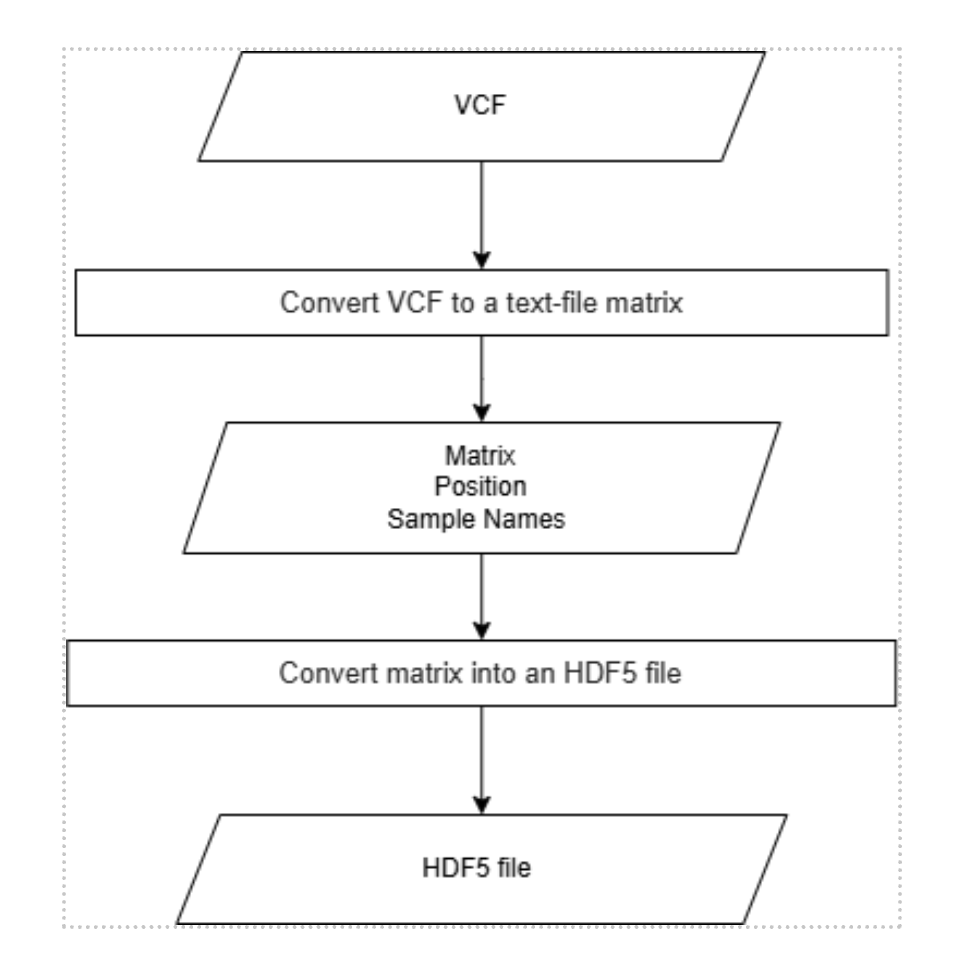 VCF
Convert VCF to a text-file matrix
Matrix
Position
Sample Names
Convert matrix into an HDF5 file
HDF5 file